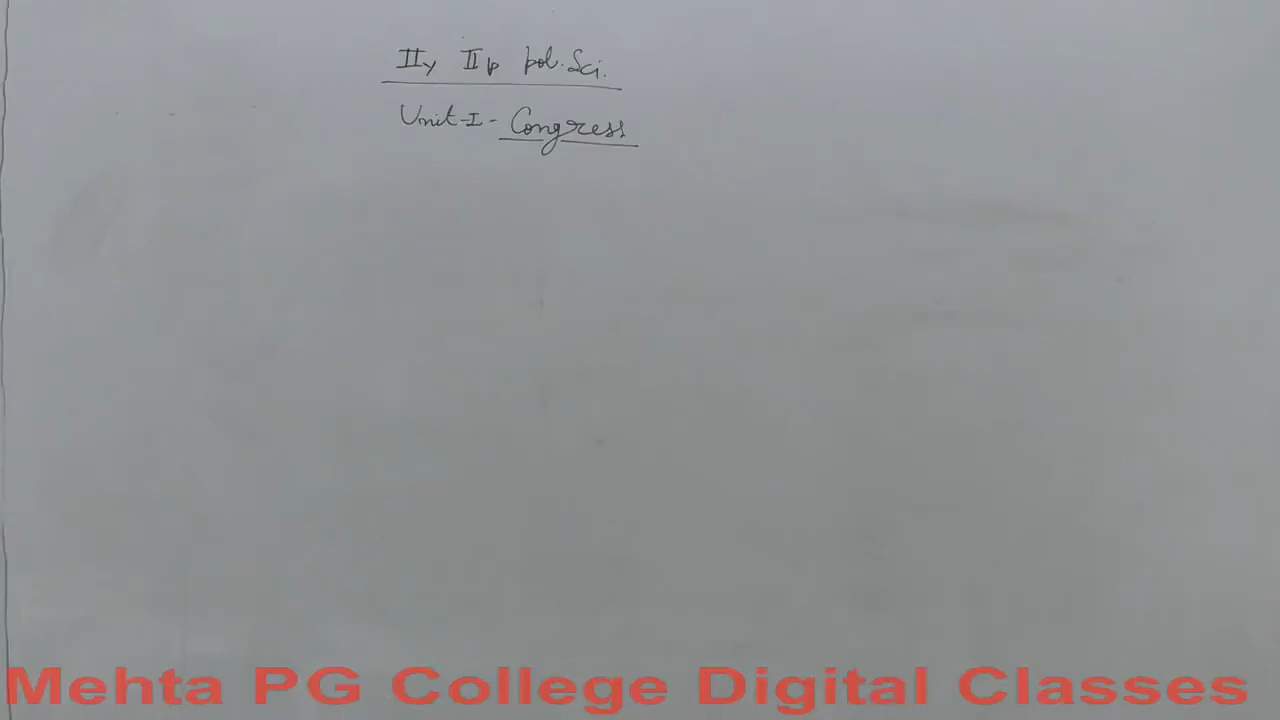 IIy IIp pol. Sci.
Unit-I- Congress
Mehta PG College Digital Classes